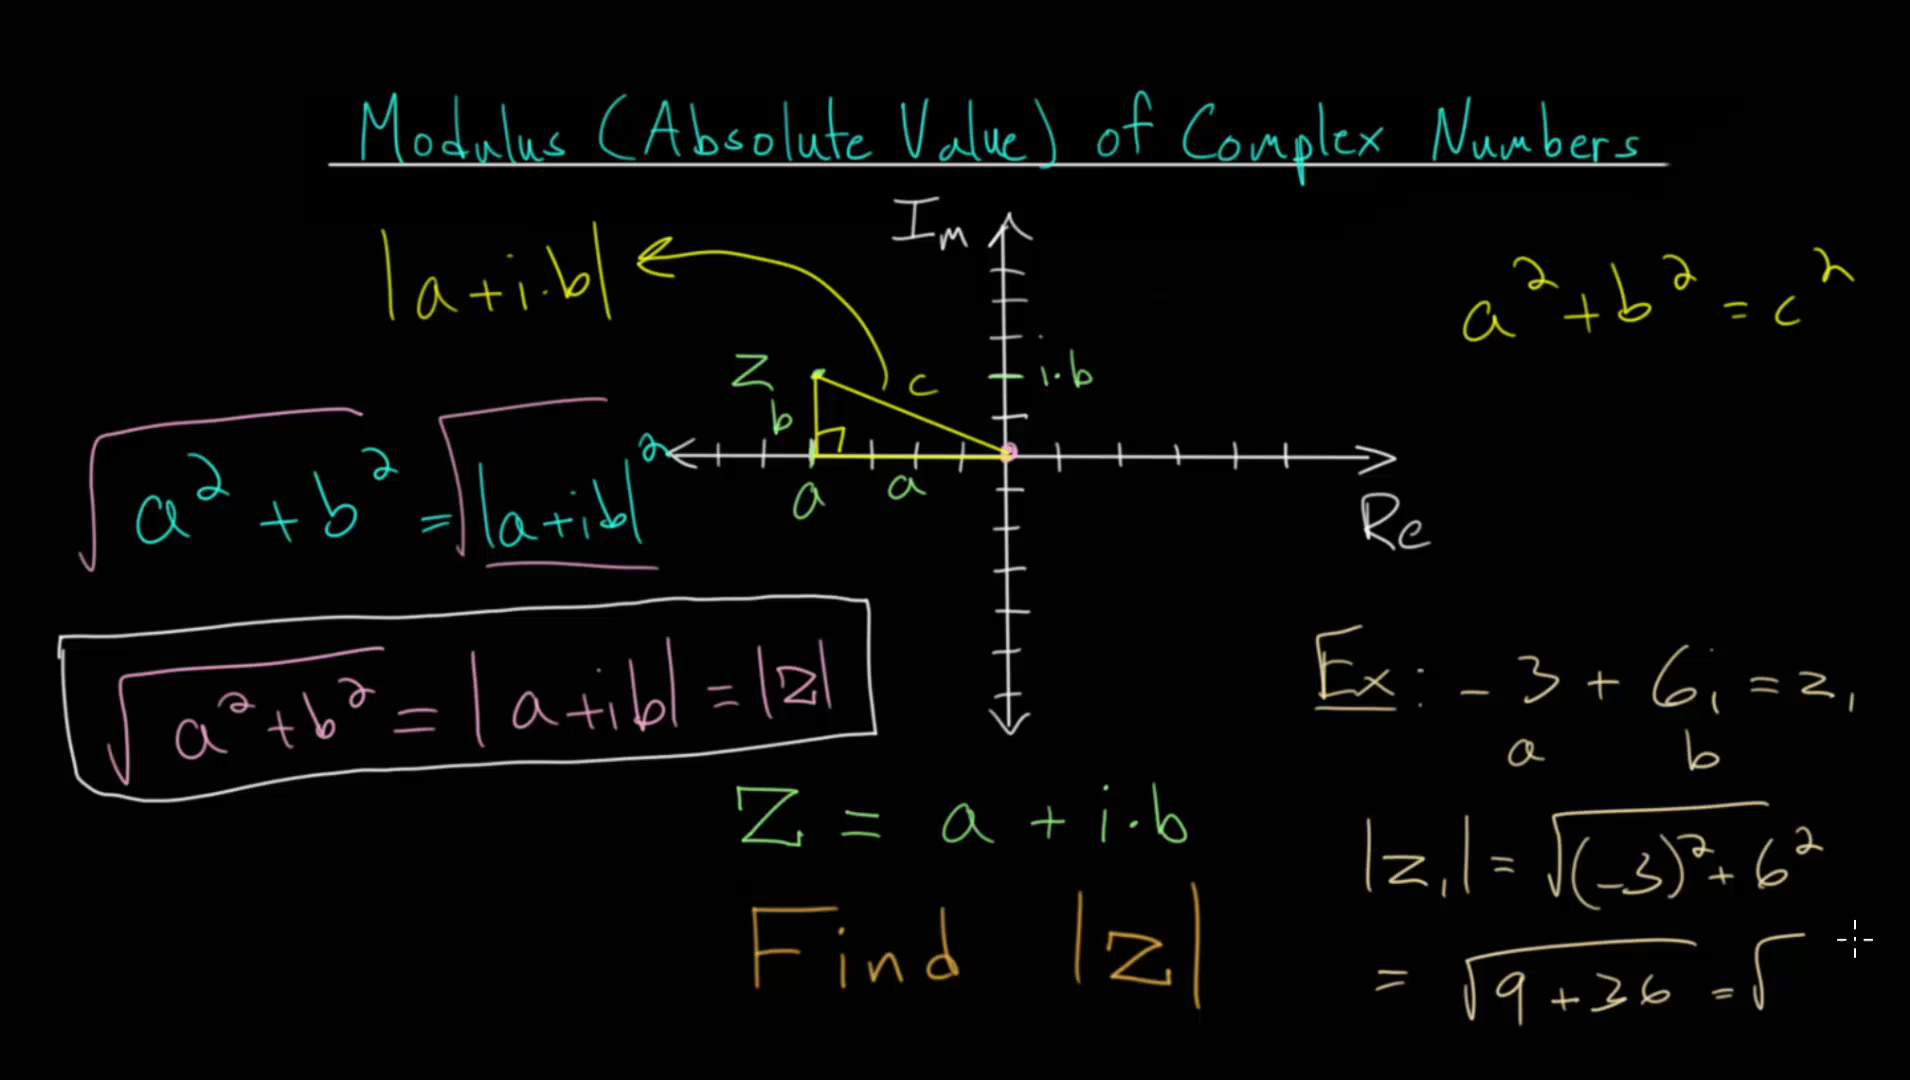 Modulus (Absolute Value) of Complex Numbers
Im
|a+i·b|
a² + b² = c²
Z
c
i·b
b
a
a
Re
√(a² + b²) = √(|a+ib|²)
√(a²+b²) = |a+ib| = |z|
Ex: -3 + 6i = z₁
a b
Z = a + i·b
|z₁| = √((-3)² + 6²)
Find |z|
= √(9 + 36) = √